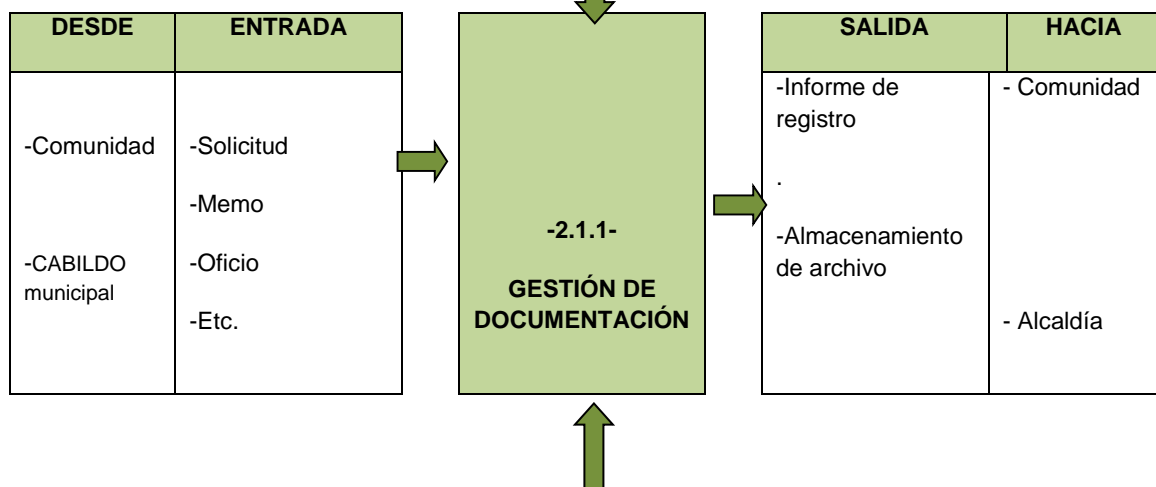 DESDE
ENTRADA
-Comunidad
-CABILDO
municipal
-Solicitud
-Memo
-Oficio
-Etc.
-2.1.1-
GESTIÓN DE
DOCUMENTACIÓN
SALIDA
HACIA
-Informe de
registro
.
-Almacenamiento
de archivo
- Comunidad
- Alcaldía